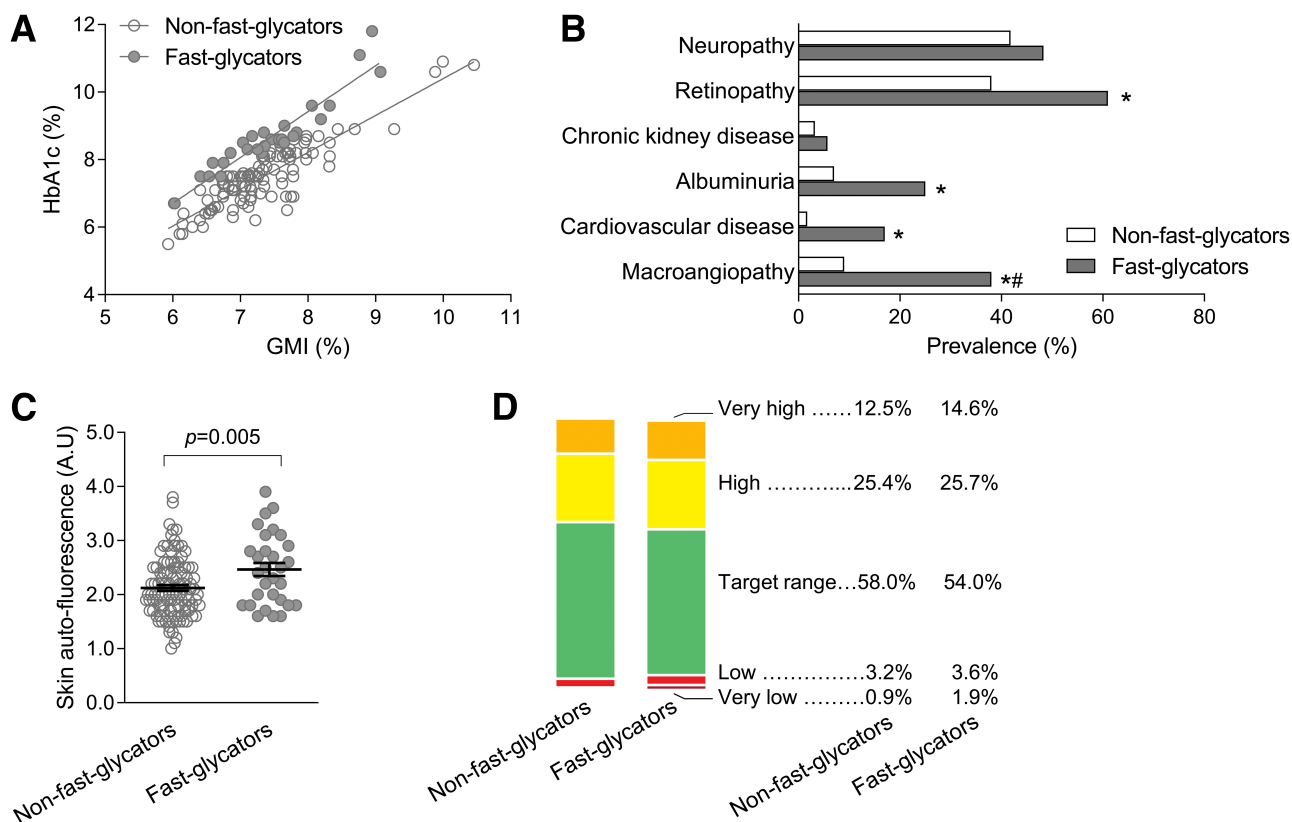 A
Non-fast-glycators
Fast-glycators
HbA1c (%)
12
10
8
6
4
5 6 7 8 9 10 11
GMI (%)
B
Neuropathy
Retinopathy
*
Chronic kidney disease
Albuminuria
*
Cardiovascular disease
*
Macroangiopathy
*#
Non-fast-glycators
Fast-glycators
0 20 40 60 80
Prevalence (%)
C
Skin auto-fluorescence (A.U)
p=0.005
5.0
4.0
3.0
2.0
1.0
0.0
Non-fast-glycators
Fast-glycators
D
Very high ......12.5% 14.6%
High ..............25.4% 25.7%
Target range...58.0% 54.0%
Low ...............3.2% 3.6%
Very low .........0.9% 1.9%
Non-fast-glycators
Fast-glycators
Non-fast-glycators
Fast-glycators